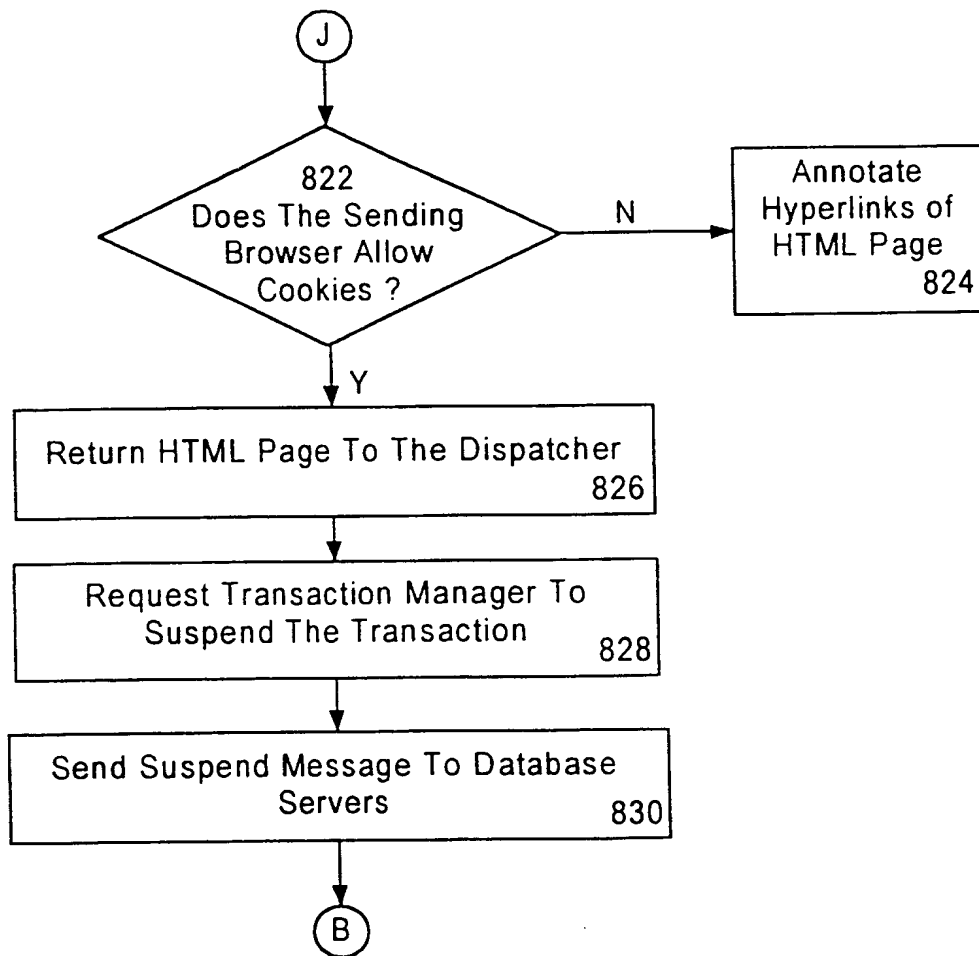 J
822
Does The Sending
Browser Allow
Cookies ?
N
Annotate
Hyperlinks of
HTML Page
824
Y
Return HTML Page To The Dispatcher
826
Request Transaction Manager To
Suspend The Transaction
828
Send Suspend Message To Database
Servers
830
B